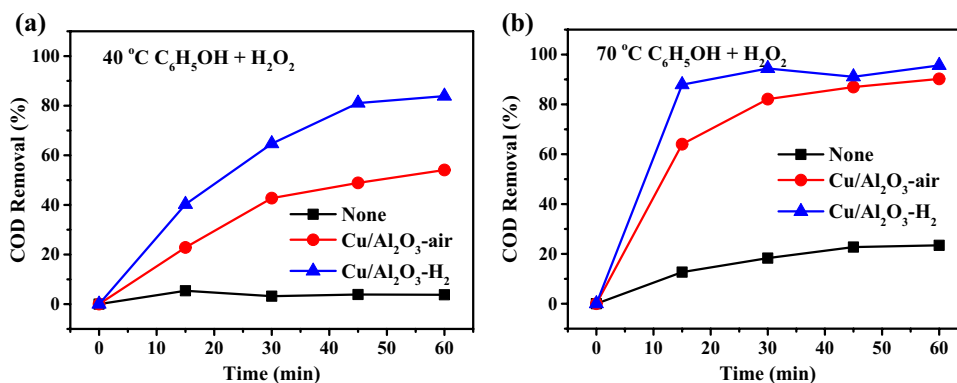 (a)
40 °C C₆H₅OH + H₂O₂
COD Removal (%)
100
80
60
40
20
0
None
Cu/Al₂O₃-air
Cu/Al₂O₃-H₂
0 10 20 30 40 50 60
Time (min)
(b)
70 °C C₆H₅OH + H₂O₂
COD Removal (%)
100
80
60
40
20
0
None
Cu/Al₂O₃-air
Cu/Al₂O₃-H₂
0 10 20 30 40 50 60
Time (min)